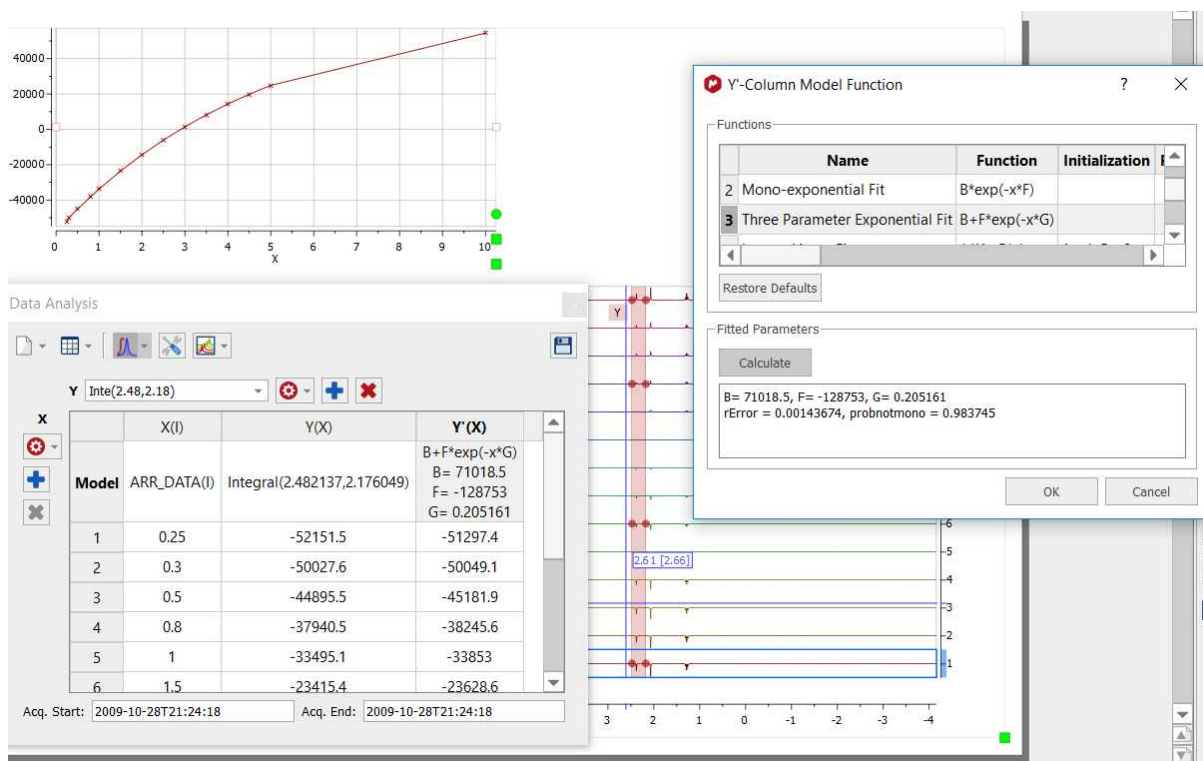 40000
20000
0
-20000
-40000
0 1 2 3 4 5 6 7 8 9 10
X
Y'-Column Model Function
?
Functions
Name Function Initialization
2 Mono-exponential Fit B*exp(-x*F)
3 Three Parameter Exponential Fit B+F*exp(-x*G)
Restore Defaults
Fitted Parameters
Calculate
B= 71018.5, F= -128753, G= 0.205161
rError = 0.00143674, probnotmono = 0.983745
OK Cancel
Data Analysis
Y Inte(2.48,2.18)
X
X(I) Y(X) Y'(X)
Model ARR_DATA(I) Integral(2.482137,2.176049) B+F*exp(-x*G)
B= 71018.5
F= -128753
G= 0.205161
1 0.25 -52151.5 -51297.4
2 0.3 -50027.6 -50049.1
3 0.5 -44895.5 -45181.9
4 0.8 -37940.5 -38245.6
5 1 -33495.1 -33853
6 1.5 -23415.4 -23628.6
Acq. Start: 2009-10-28T21:24:18 Acq. End: 2009-10-28T21:24:18
Y
2.61 [2.66]
6
5
4
3
2
1
3 2 1 0 -1 -2 -3 -4